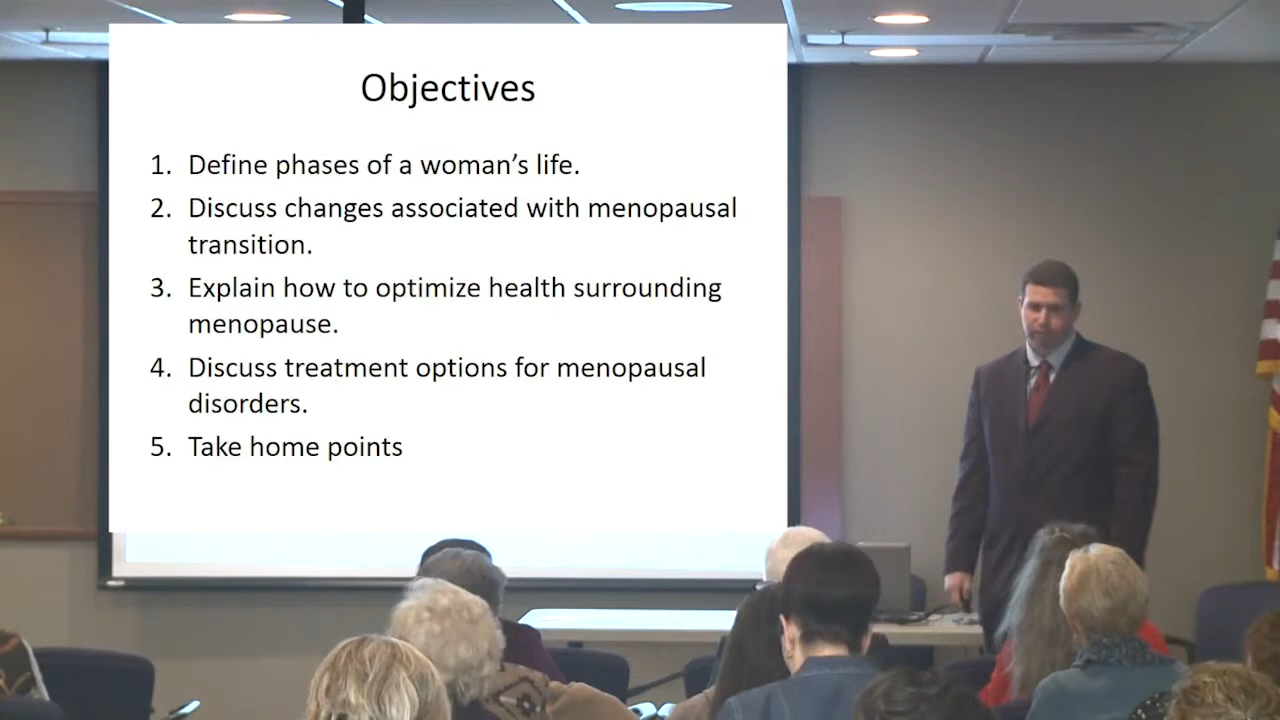 Objectives
1. Define phases of a woman’s life.
2. Discuss changes associated with menopausal
transition.
3. Explain how to optimize health surrounding
menopause.
4. Discuss treatment options for menopausal
disorders.
5. Take home points